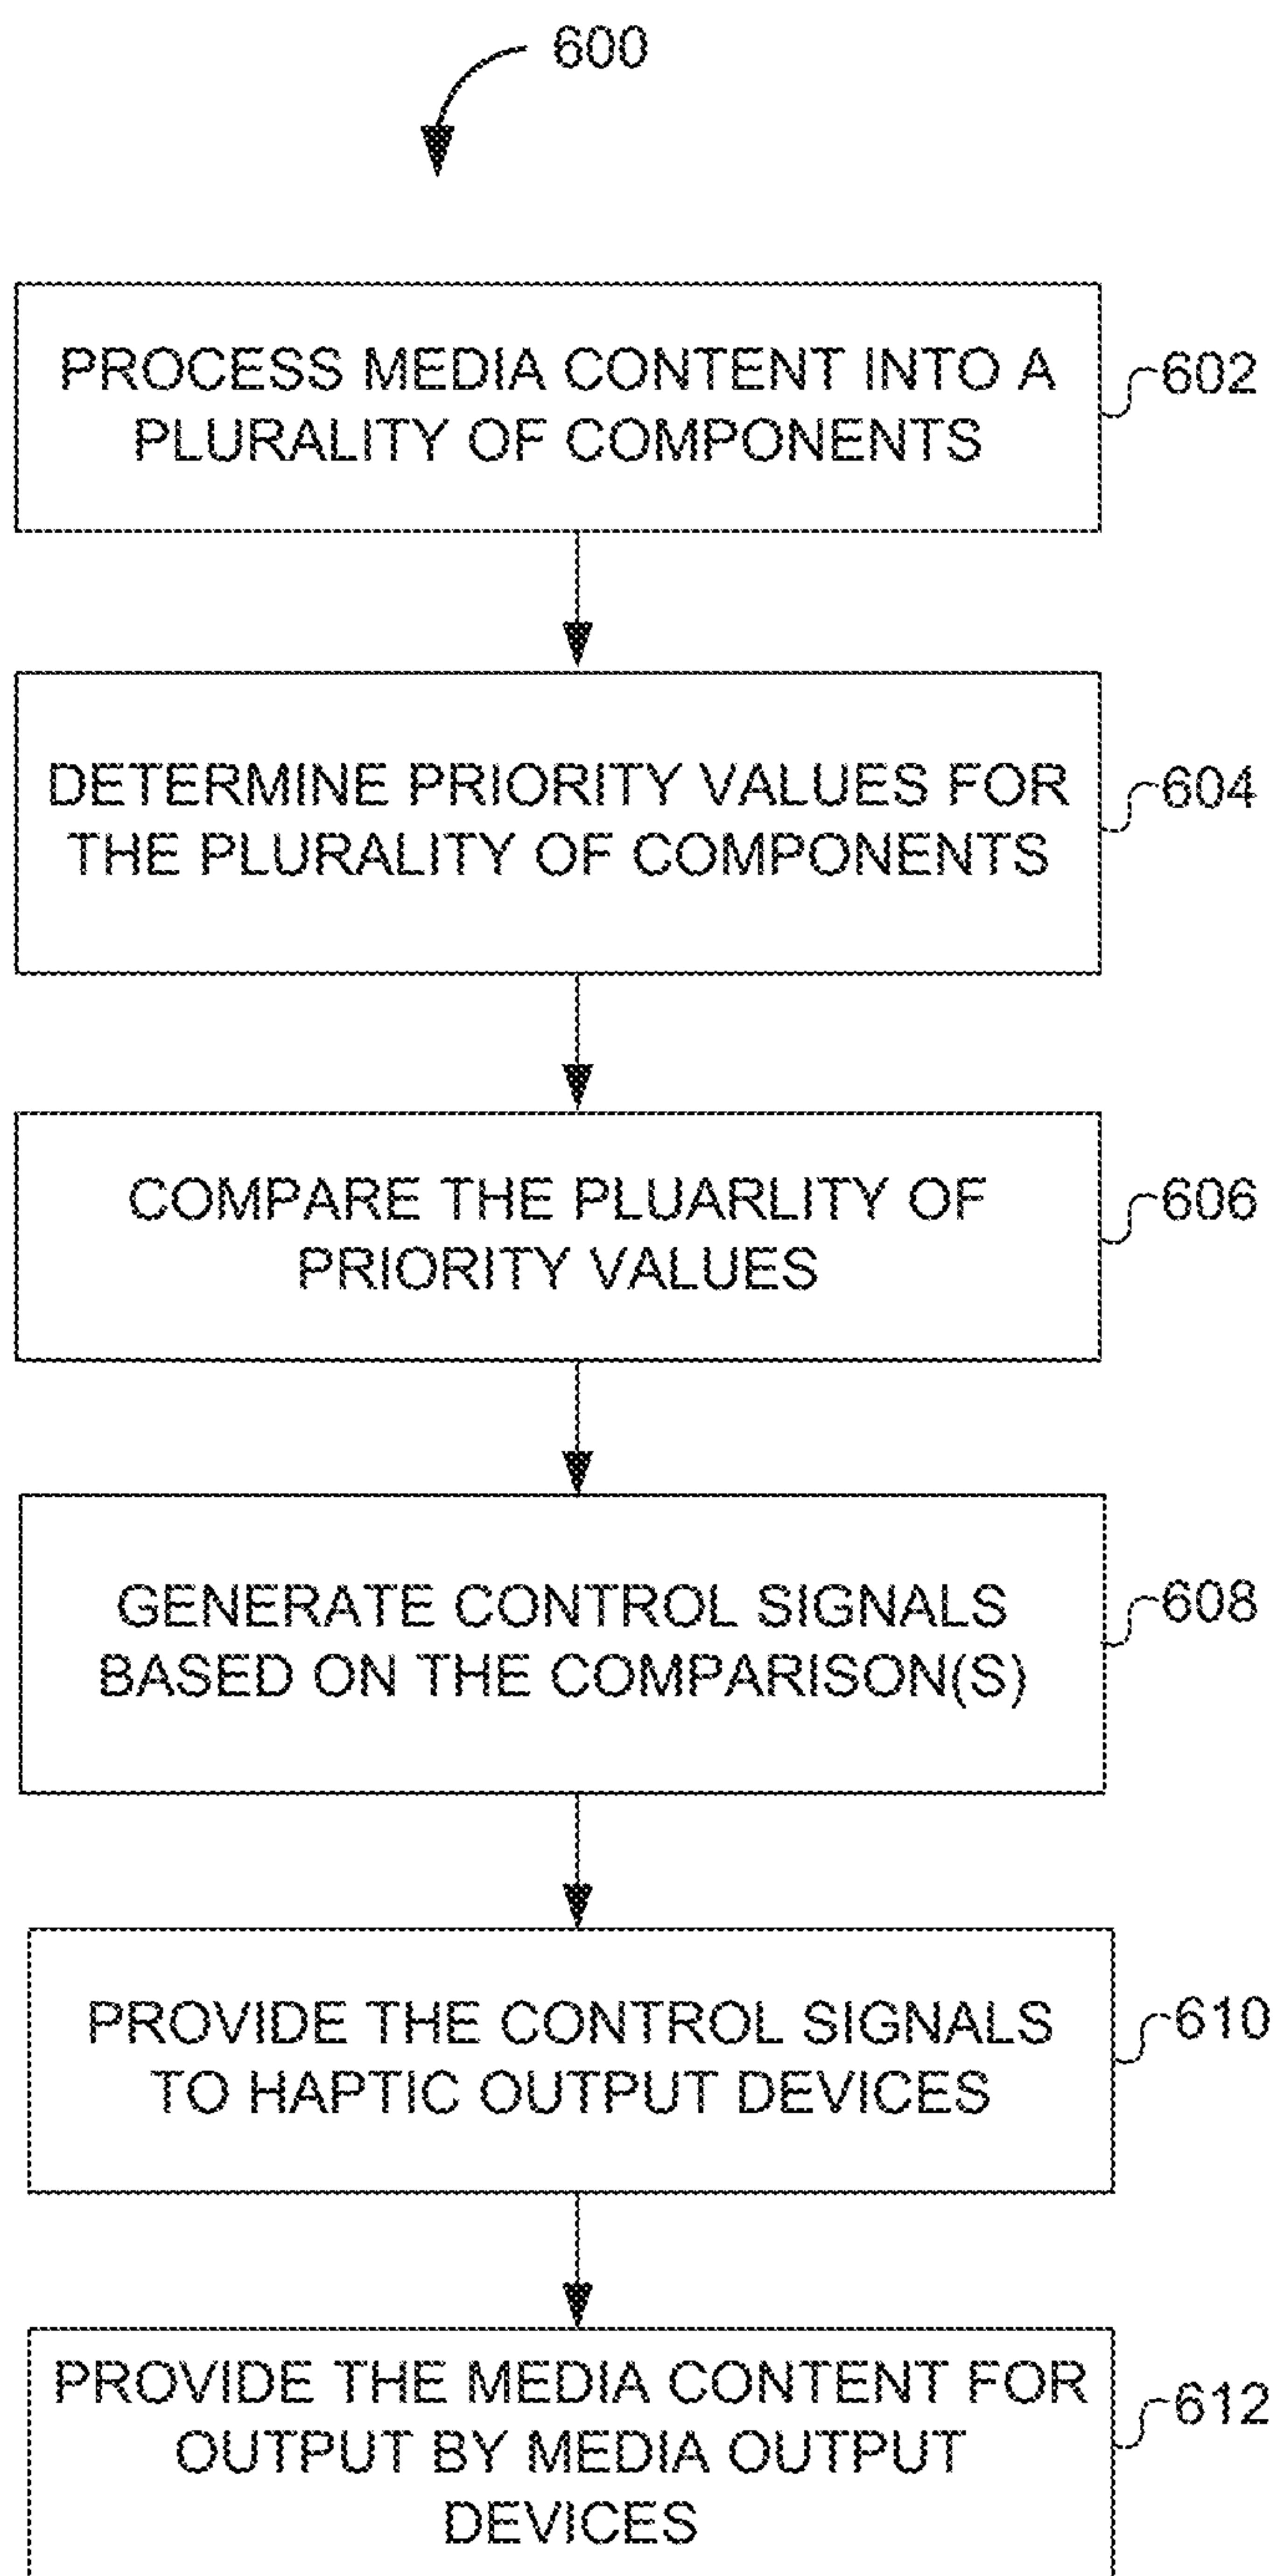 600
PROCESS MEDIA CONTENT INTO A
PLURALITY OF COMPONENTS
602
DETERMINE PRIORITY VALUES FOR
THE PLURALITY OF COMPONENTS
604
COMPARE THE PLUARLITY OF
PRIORITY VALUES
606
GENERATE CONTROL SIGNALS
BASED ON THE COMPARISON(S)
608
PROVIDE THE CONTROL SIGNALS
TO HAPTIC OUTPUT DEVICES
610
PROVIDE THE MEDIA CONTENT FOR
OUTPUT BY MEDIA OUTPUT
DEVICES
612